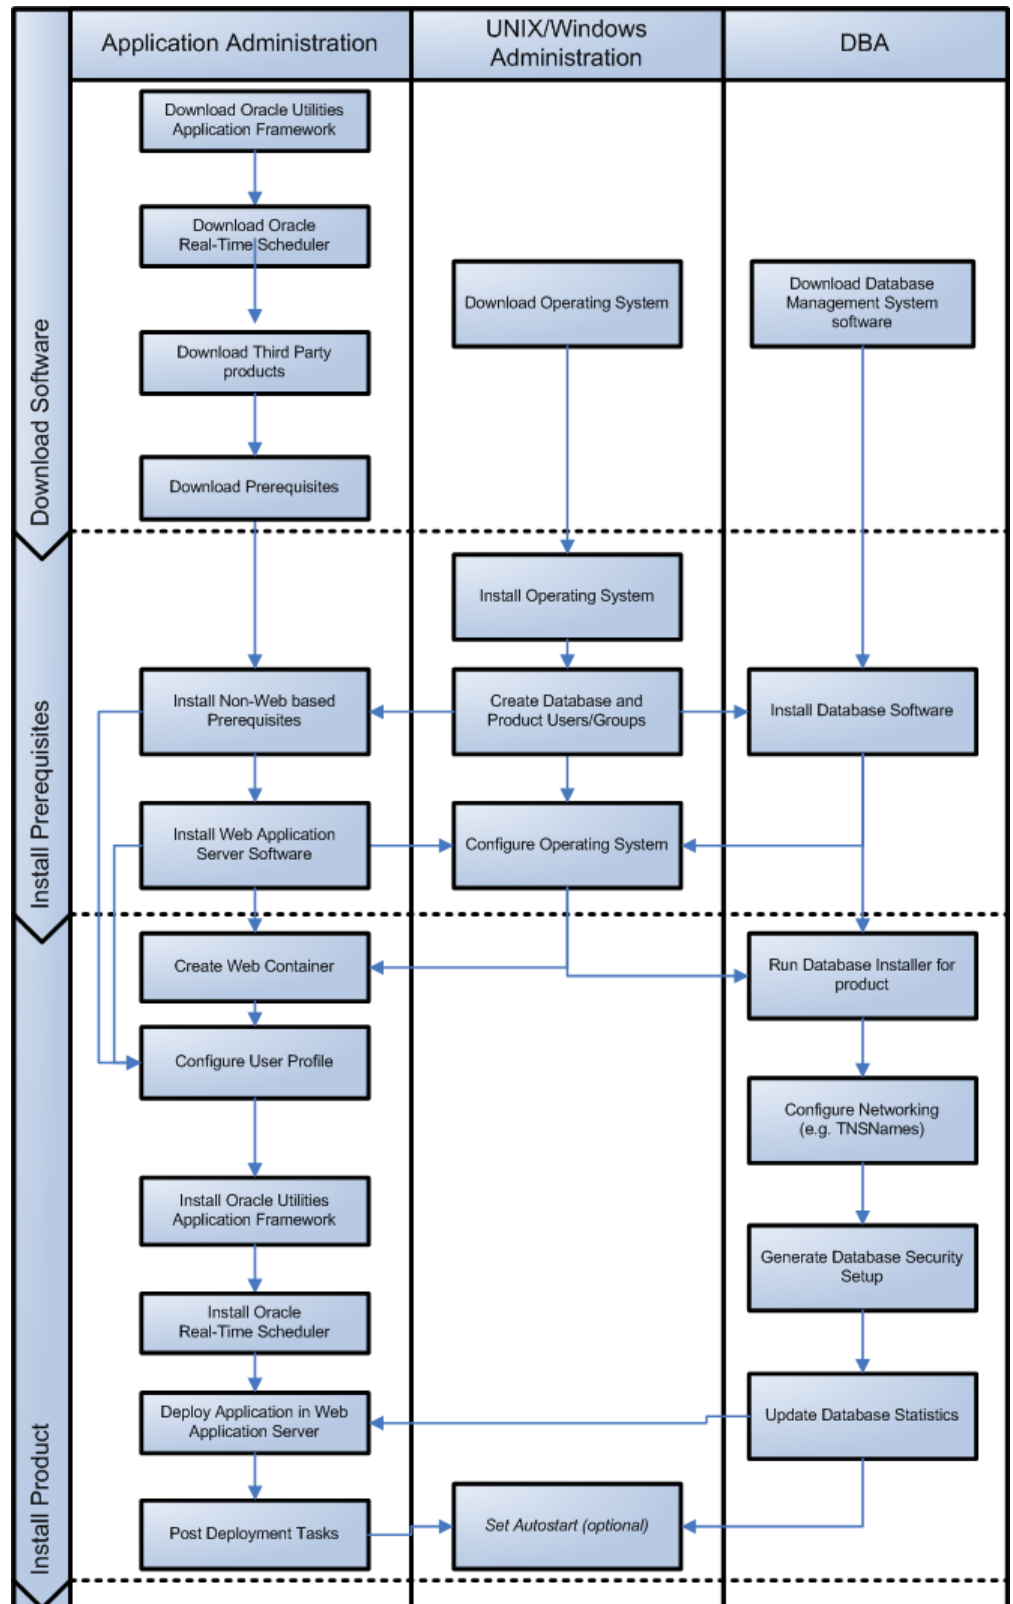 Application Administration
UNIX/Windows
Administration
DBA
Download Software
Download Oracle Utilities
Application Framework
Download Oracle
Real-Time Scheduler
Download Operating System
Download Database
Management System
software
Download Third Party
products
Download Prerequisites
Install Prerequisites
Install Operating System
Install Non-Web based
Prerequisites
Create Database and
Product Users/Groups
Install Database Software
Install Web Application
Server Software
Configure Operating System
Install Product
Create Web Container
Run Database Installer for
product
Configure User Profile
Configure Networking
(e.g. TNSNames)
Install Oracle Utilities
Application Framework
Generate Database Security
Setup
Install Oracle
Real-Time Scheduler
Deploy Application in Web
Application Server
Update Database Statistics
Post Deployment Tasks
Set Autostart (optional)